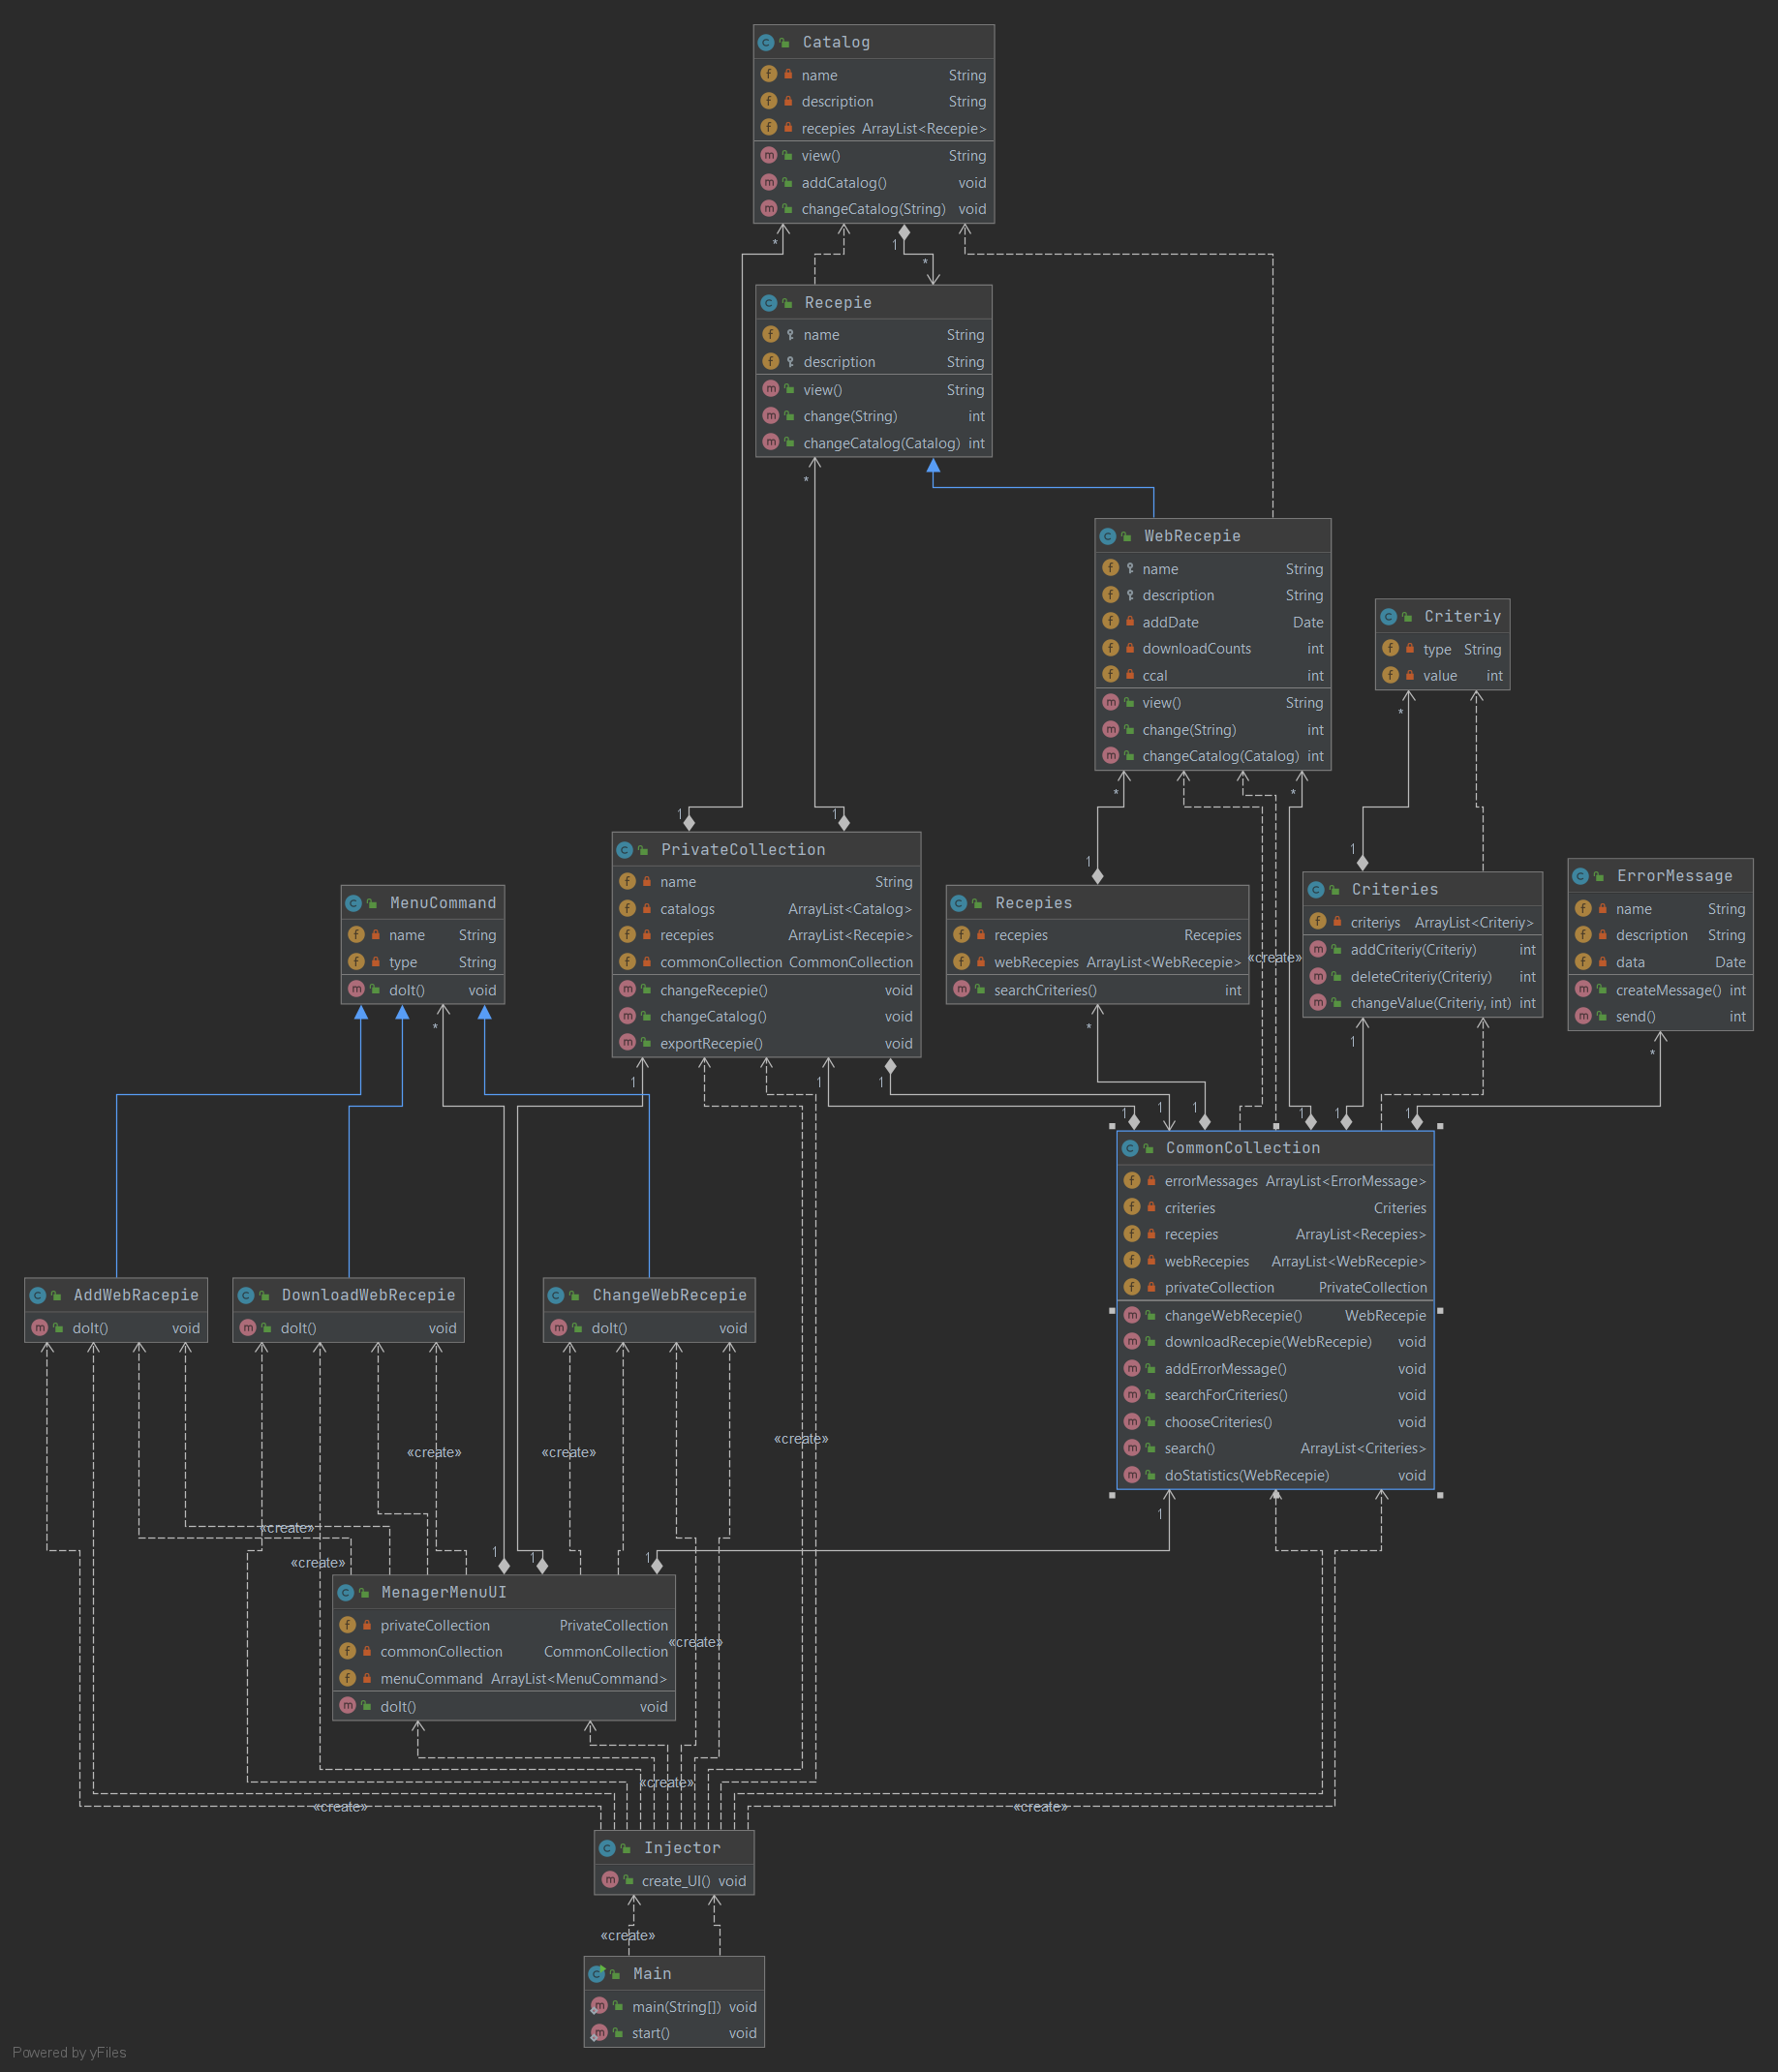 Catalog
name String
description String
recepies ArrayList<Recepie>
view() String
addCatalog() void
changeCatalog(String) void
*
1
*
Recepie
name String
description String
view() String
change(String) int
changeCatalog(Catalog) int
*
WebRecepie
name String
description String
addDate Date
downloadCounts int
ccal int
view() String
change(String) int
changeCatalog(Catalog) int
Criteriy
type String
value int
*
*
*
1
1
1
1
PrivateCollection
name String
catalogs ArrayList<Catalog>
recepies ArrayList<Recepie>
commonCollection CommonCollection
changeRecepie() void
changeCatalog() void
exportRecepie() void
MenuCommand
name String
type String
doIt() void
Recepies
recepies Recepies
webRecepies ArrayList<WebRecepie>
searchCriteries() int
«create»
Criteries
criteriys ArrayList<Criteriy>
addCriteriy(Criteriy) int
deleteCriteriy(Criteriy) int
changeValue(Criteriy, int) int
ErrorMessage
name String
description String
data Date
createMessage() int
send() int
*
*
1
*
1
1
1
1
1
1
1
1
1
CommonCollection
errorMessages ArrayList<ErrorMessage>
criteries Criteries
recepies ArrayList<Recepies>
webRecepies ArrayList<WebRecepie>
privateCollection PrivateCollection
changeWebRecepie() WebRecepie
downloadRecepie(WebRecepie) void
addErrorMessage() void
searchForCriteries() void
chooseCriteries() void
search() ArrayList<Criteries>
doStatistics(WebRecepie) void
AddWebRacepie
doIt() void
DownloadWebRecepie
doIt() void
ChangeWebRecepie
doIt() void
«create»
«create»
«create»
«create»
«create»
1
1
1
1
MenagerMenuUI
privateCollection PrivateCollection
commonCollection CommonCollection
menuCommand ArrayList<MenuCommand>
doIt() void
«create»
«create»
«create»
«create»
Injector
create_UI() void
«create»
Main
main(String[]) void
start() void
Powered by yFiles